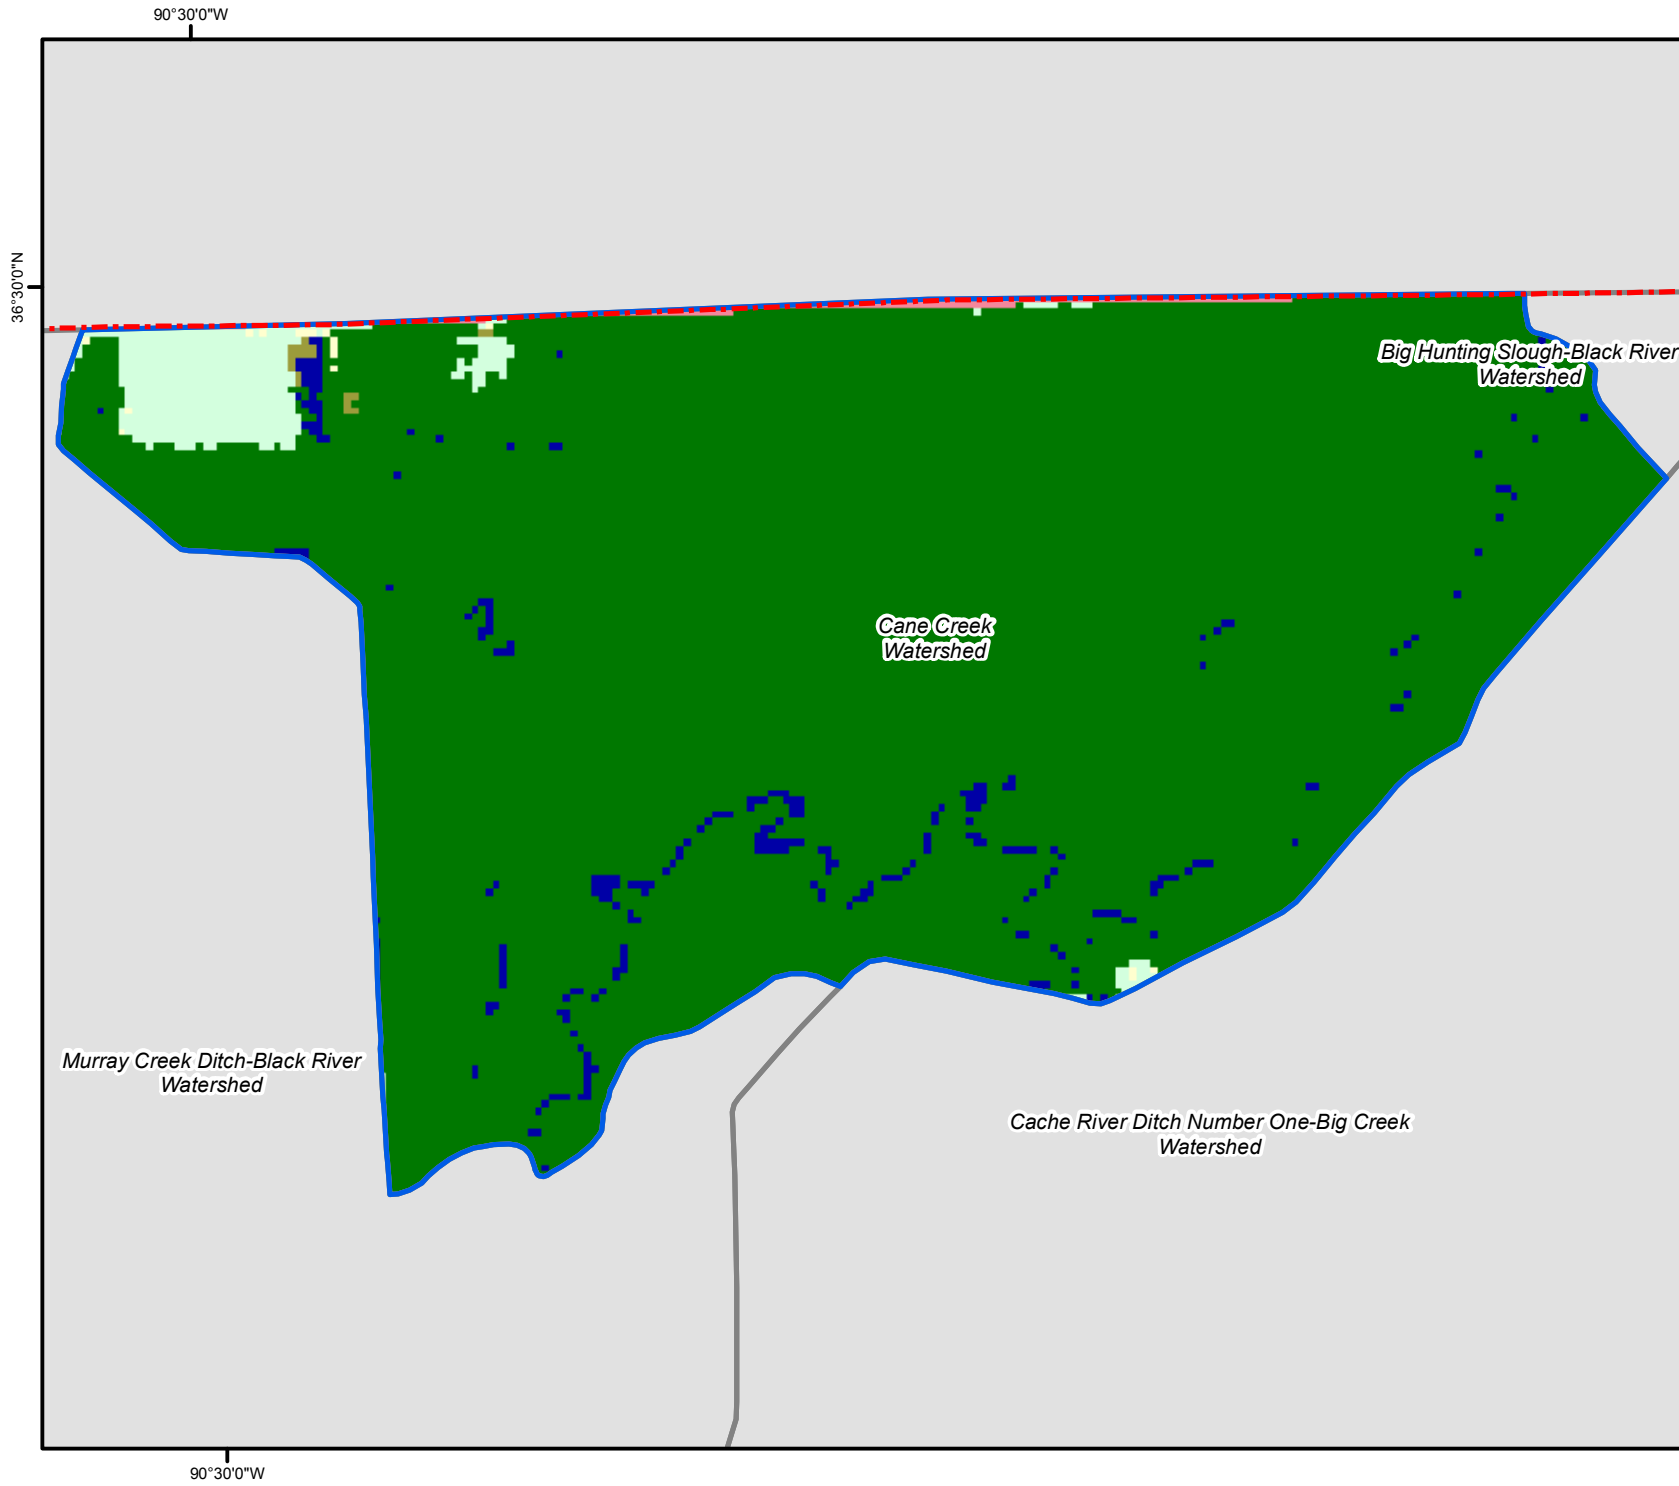 90°30'0"W
36°30'0"N
Big Hunting Slough-Black River
Watershed
Cane Creek
Watershed
Murray Creek Ditch-Black River
Watershed
Cache River Ditch Number One-Big Creek
Watershed
90°30'0"W